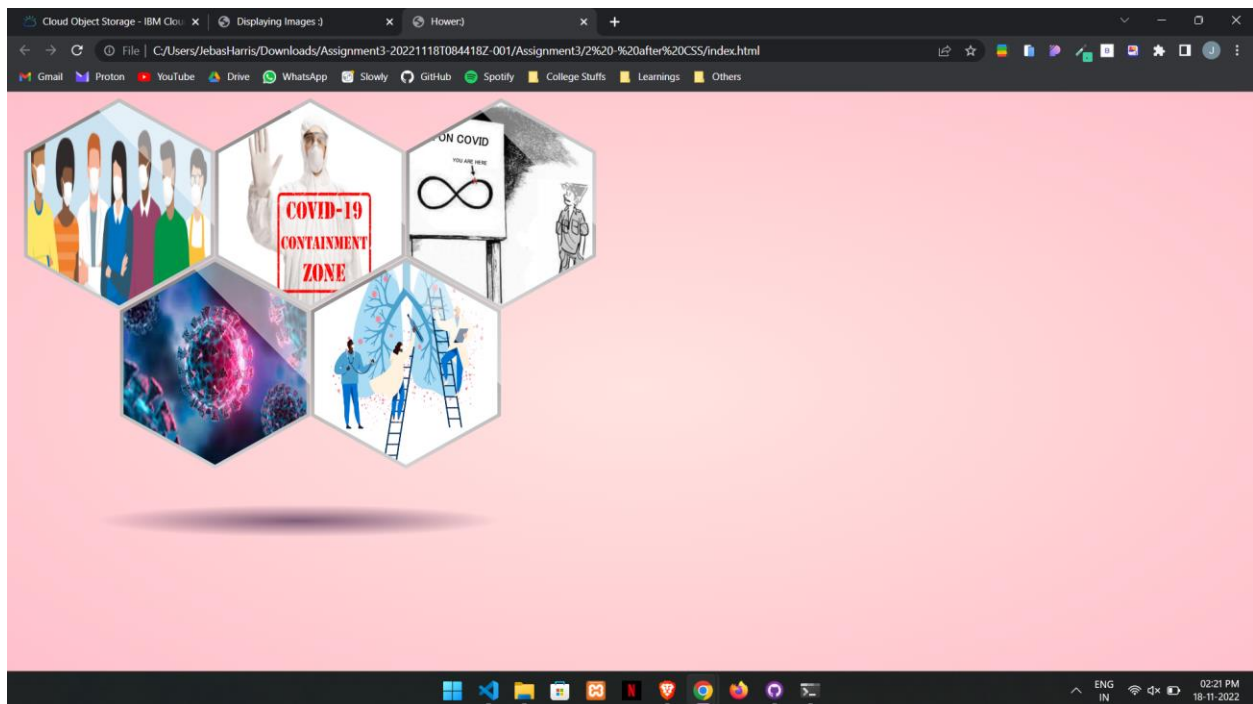 Cloud Object Storage - IBM Clou
Displaying Images :)
Hower:)
File | C:/Users/JebasHarris/Downloads/Assignment3-20221118T084418Z-001/Assignment3/2%20-%20after%20CSS/index.html
Gmail Proton YouTube Drive WhatsApp Slowly GitHub Spotify College Stuffs Learnings Others
ON COVID
YOU ARE HERE
COVID-19
CONTAINMENT
ZONE
ENG
IN
02:21 PM
18-11-2022